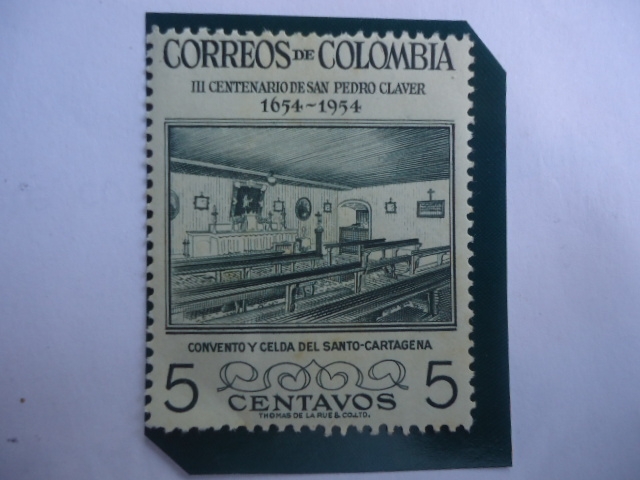 CORREOS DE COLOMBIA
III CENTENARIO DE SAN PEDRO CLAVER
1654~1954
CONVENTO Y CELDA DEL SANTO-CARTAGENA
5 CENTAVOS 5
THOMAS DE LA RUE & CO. LTD.